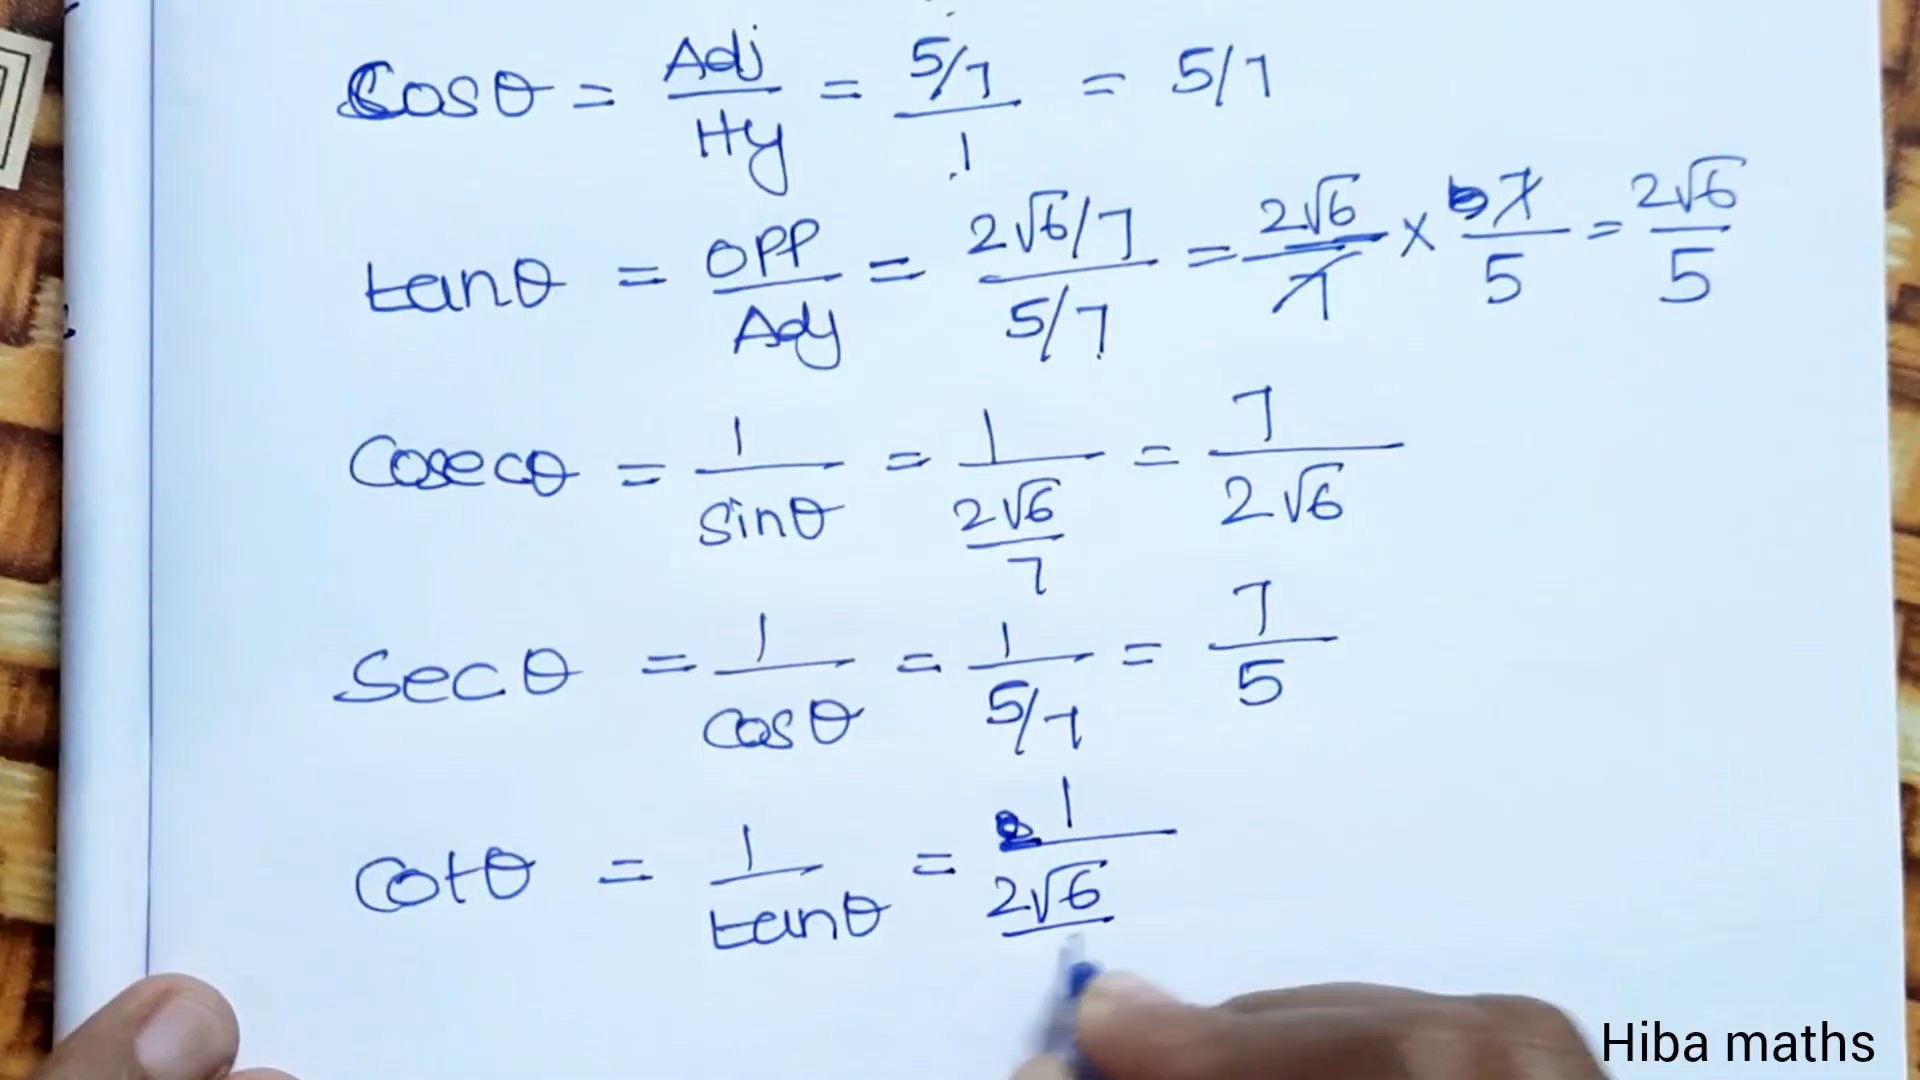 Cosθ = Adj/Hy = (5/7)/1 = 5/7
tanθ = OPP/Adj = (2√6/7)/(5/7) = 2√6/7 × 7/5 = 2√6/5
Cosecθ = 1/sinθ = 1/(2√6/7) = 7/2√6
Secθ = 1/cosθ = 1/(5/7) = 7/5
Cotθ = 1/tanθ = 1/2√6
Hiba maths